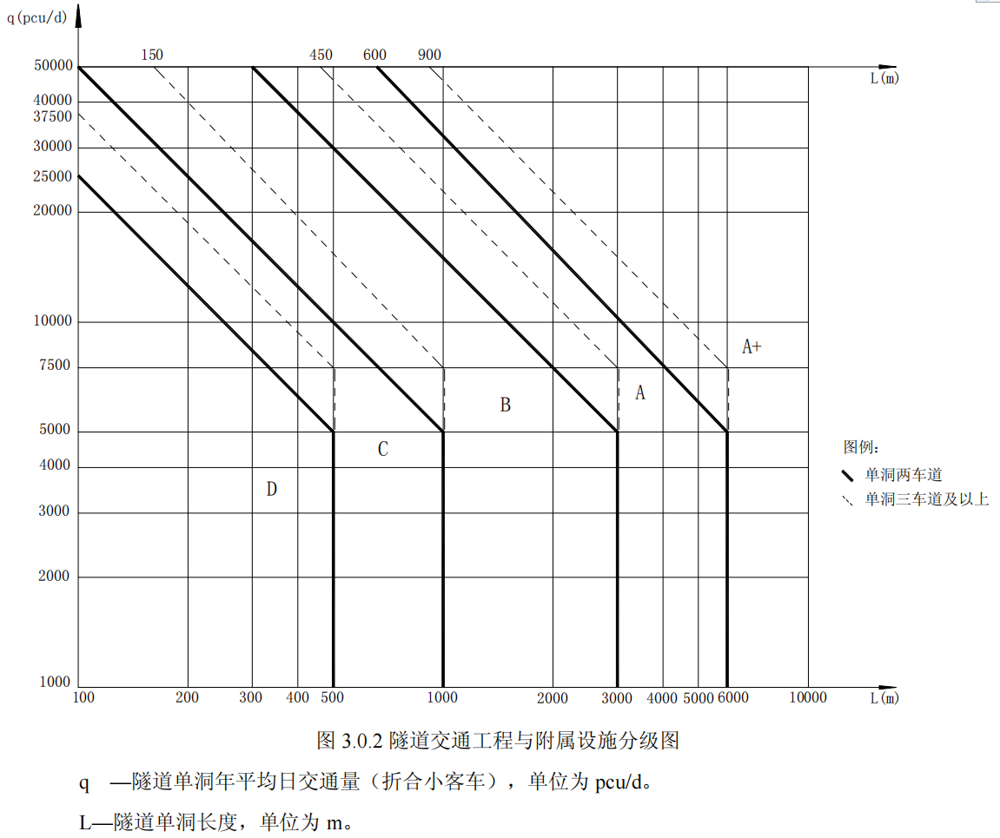 q(pcu/d)
150 450 600 900
50000
L(m)
40000
37500
30000
25000
20000
10000
A+
7500
A
B
5000
C
图例:
4000
单洞两车道
D
单洞三车道及以上
3000
2000
1000
100 200 300 400 500 1000 2000 3000 4000 5000 6000 10000 L(m)
图 3.0.2 隧道交通工程与附属设施分级图
q —隧道单洞年平均日交通量（折合小客车），单位为 pcu/d。
L—隧道单洞长度，单位为 m。